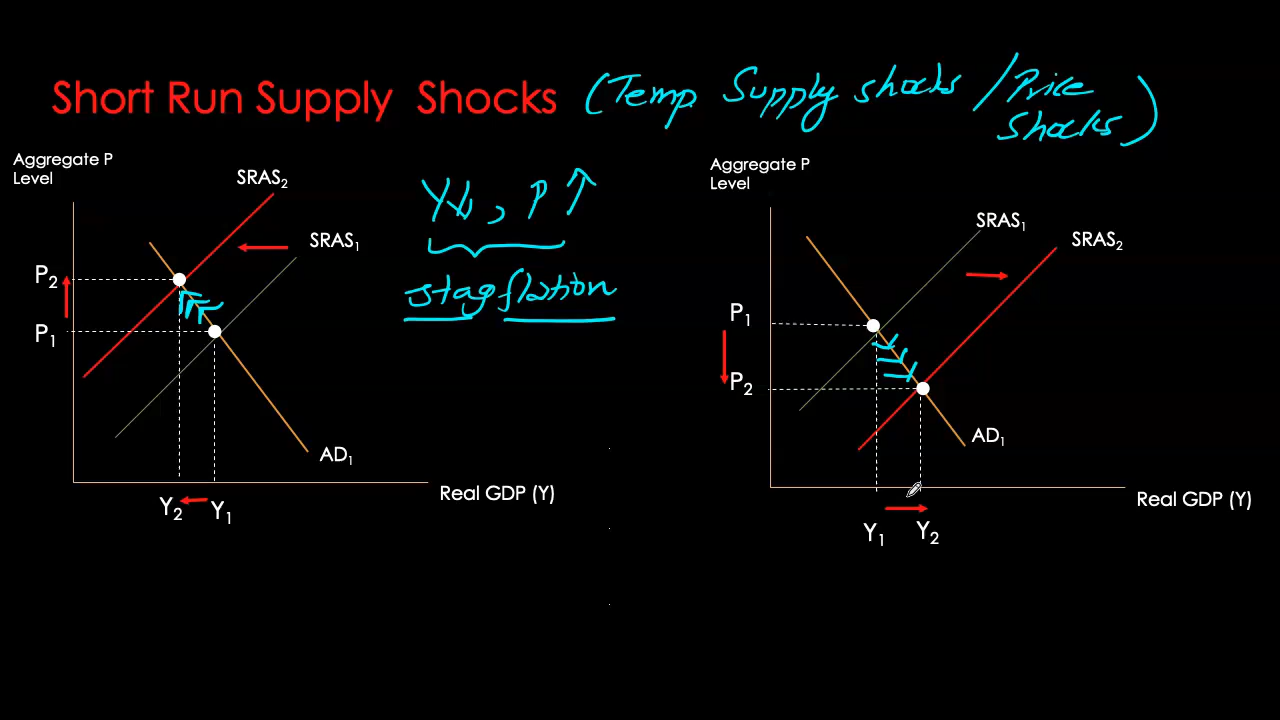 Short Run Supply Shocks (Temp. Supply shocks / Price
shocks)
Aggregate P
Level
SRAS₂
SRAS₁
P₂
P₁
AD₁
Y₂ Y₁
Real GDP (Y)
Y↓, P ↑
stagflation
Aggregate P
Level
SRAS₁
SRAS₂
P₁
P₂
AD₁
Y₁ Y₂
Real GDP (Y)